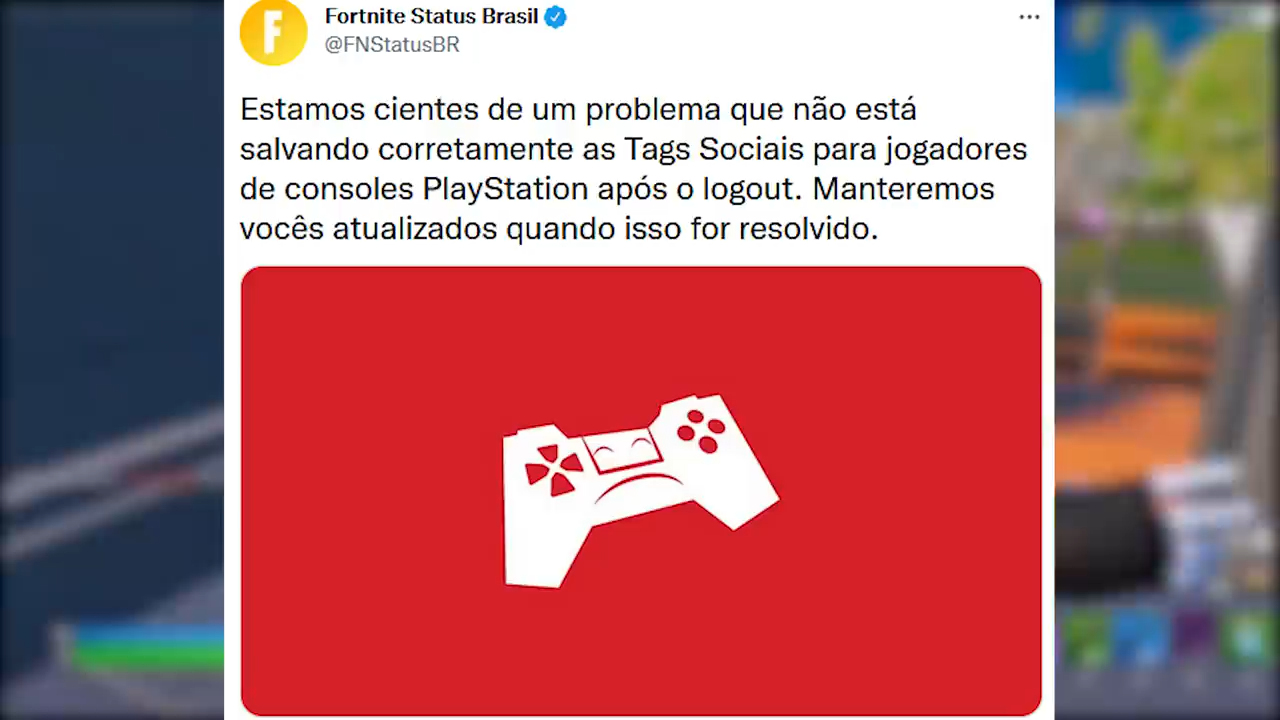 Fortnite Status Brasil
@FNStatusBR
Estamos cientes de um problema que não está
salvando corretamente as Tags Sociais para jogadores
de consoles PlayStation após o logout. Manteremos
vocês atualizados quando isso for resolvido.